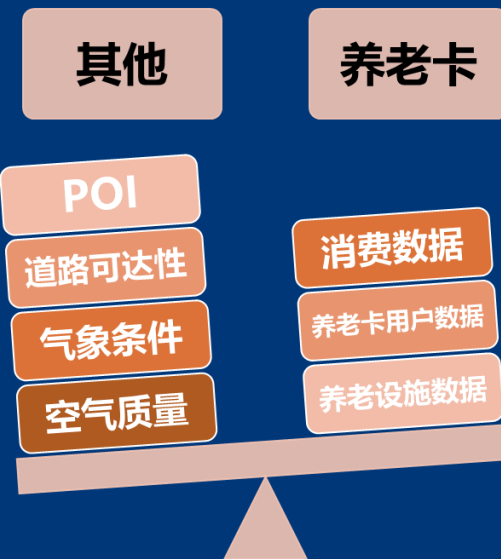 其他
养老卡
POI
道路可达性
气象条件
空气质量
消费数据
养老卡用户数据
养老设施数据